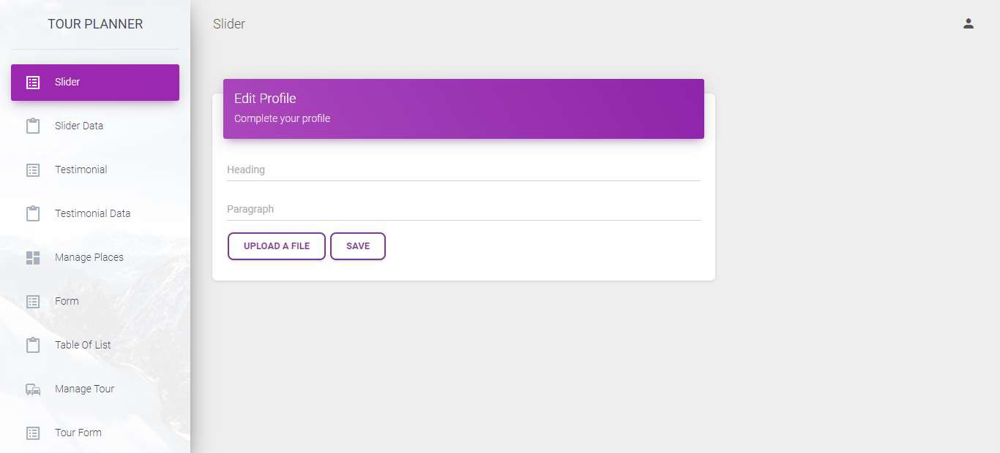 TOUR PLANNER
Slider
Slider Data
Testimonial
Testimonial Data
Manage Places
Form
Table Of List
Manage Tour
Tour Form
Slider
Edit Profile
Complete your profile
Heading
Paragraph
UPLOAD A FILE SAVE